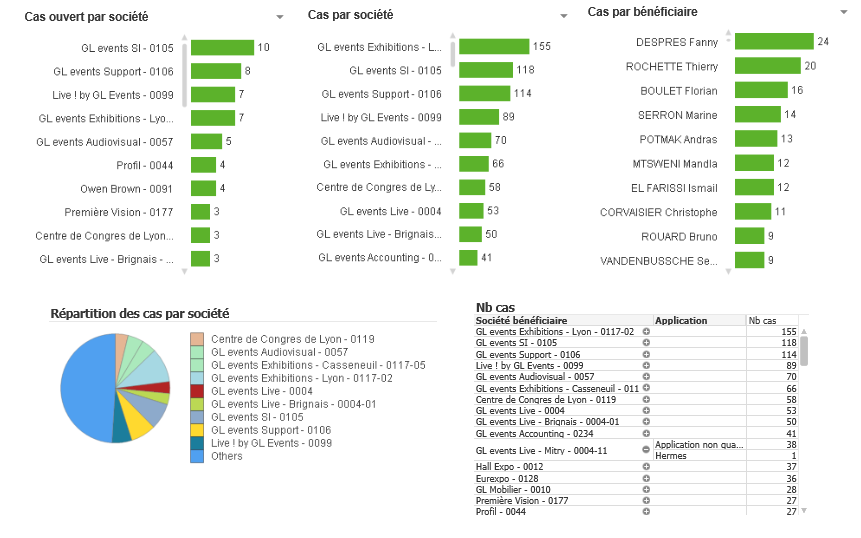 Cas ouvert par société
GL events SI - 0105 10
GL events Support - 0106 8
Live ! by GL Events - 0099 7
GL events Exhibitions - Lyo... 7
GL events Audiovisual - 0057 5
Profil - 0044 4
Owen Brown - 0091 4
Première Vision - 0177 3
Centre de Congres de Lyon... 3
GL events Live - Brignais - ... 3
Cas par société
GL events Exhibitions - L... 155
GL events SI - 0105 118
GL events Support - 0106 114
Live ! by GL Events - 0099 89
GL events Audiovisual - ... 70
GL events Exhibitions - ... 66
Centre de Congres de Ly... 58
GL events Live - 0004 53
GL events Live - Brignais... 50
GL events Accounting - 0... 41
Cas par bénéficiaire
DESPRES Fanny 24
ROCHETTE Thierry 20
BOULET Florian 16
SERRON Marine 14
POTMAK Andras 13
MTSWENI Mandla 12
EL FARISSI Ismail 12
CORVAISIER Christophe 11
ROUARD Bruno 9
VANDENBUSSCHE Se... 9
Répartition des cas par société
Centre de Congres de Lyon - 0119
GL events Audiovisual - 0057
GL events Exhibitions - Casseneuil - 0117-05
GL events Exhibitions - Lyon - 0117-02
GL events Live - 0004
GL events Live - Brignais - 0004-01
GL events SI - 0105
GL events Support - 0106
Live ! by GL Events - 0099
Others
Nb cas
Société bénéficiaire Application Nb cas
GL events Exhibitions - Lyon - 0117-02 155
GL events SI - 0105 118
GL events Support - 0106 114
Live ! by GL Events - 0099 89
GL events Audiovisual - 0057 70
GL events Exhibitions - Casseneuil - 011 66
Centre de Congres de Lyon - 0119 58
GL events Live - 0004 53
GL events Live - Brignais - 0004-01 50
GL events Accounting - 0234 41
GL events Live - Mitry - 0004-11 Application non qua... 38
Hermes 1
Hall Expo - 0012 37
Eurexpo - 0128 36
GL Mobilier - 0010 28
Première Vision - 0177 27
Profil - 0044 27